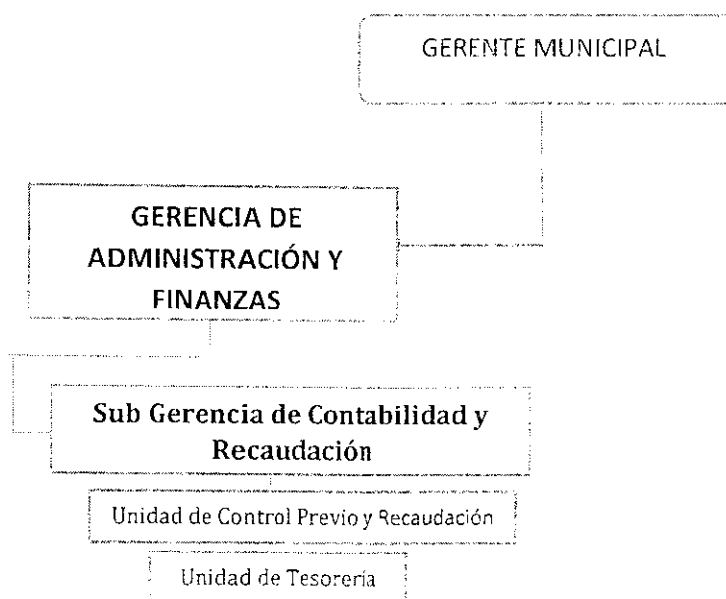 GERENTE MUNICIPAL
GERENCIA DE
ADMINISTRACIÓN Y
FINANZAS
Sub Gerencia de Contabilidad y
Recaudación
Unidad de Control Previo y Recaudación
Unidad de Tesorería